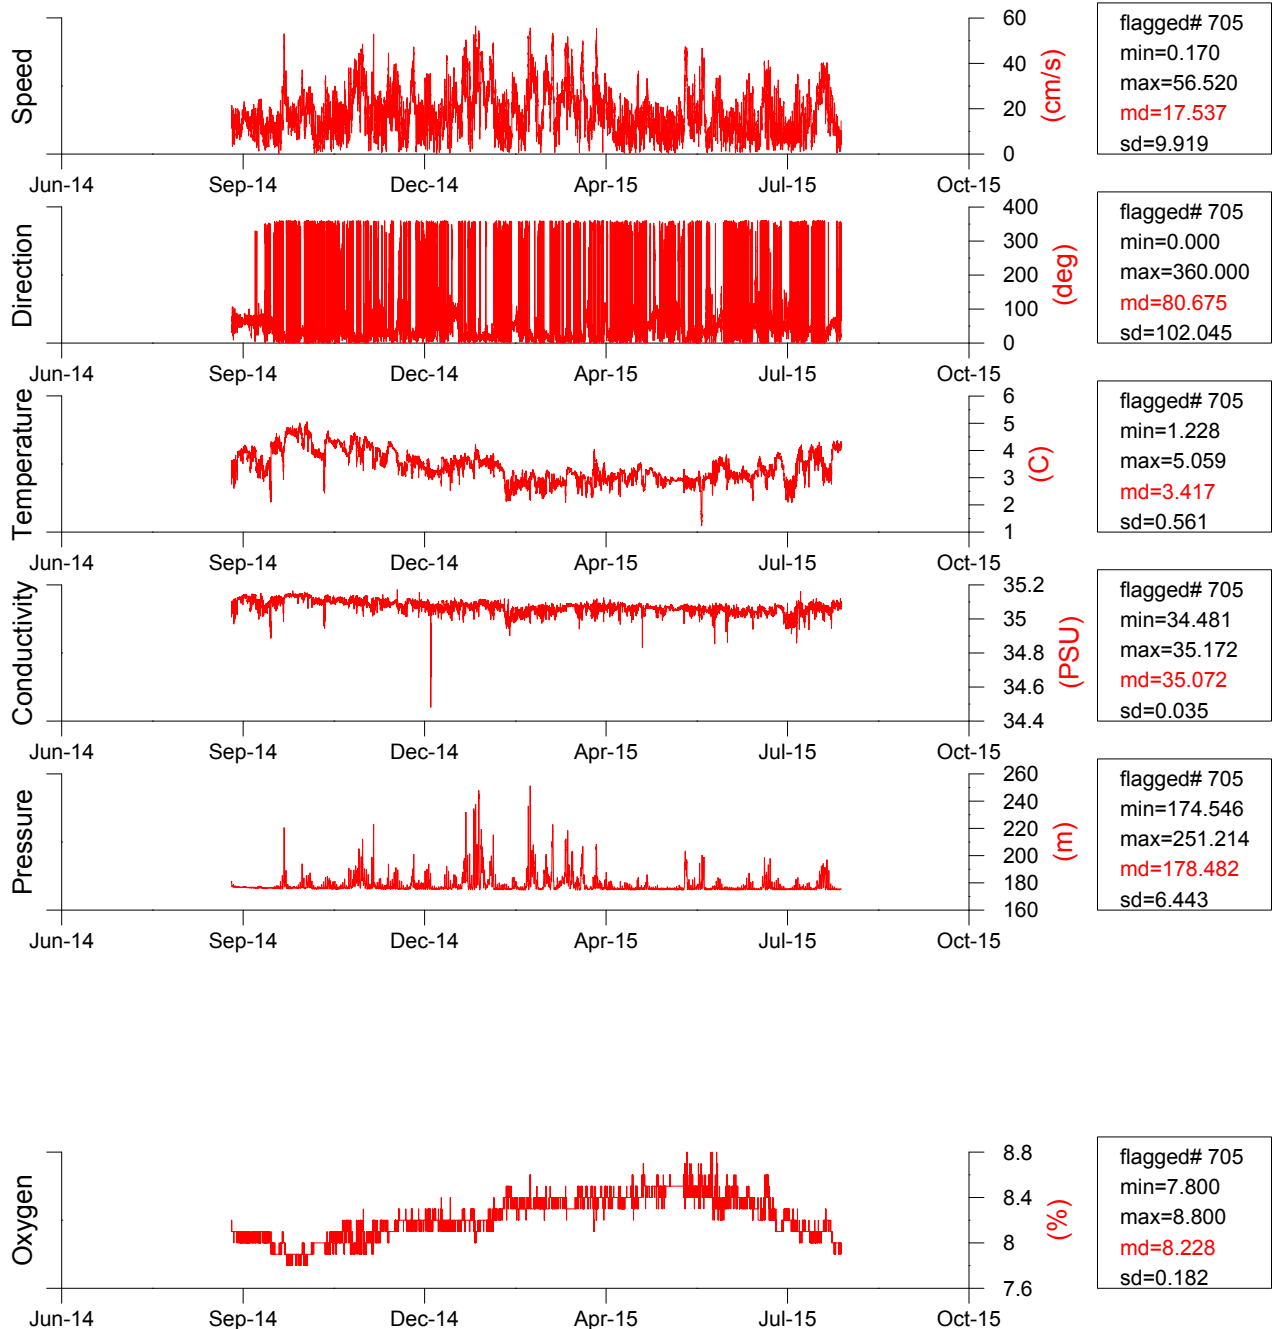 Speed
60
40
20
0
(cm/s)
flagged# 705
min=0.170
max=56.520
md=17.537
sd=9.919
Jun-14 Sep-14 Dec-14 Apr-15 Jul-15 Oct-15
Direction
400
300
200
100
0
(deg)
flagged# 705
min=0.000
max=360.000
md=80.675
sd=102.045
Jun-14 Sep-14 Dec-14 Apr-15 Jul-15 Oct-15
Temperature
6
5
4
3
2
1
(C)
flagged# 705
min=1.228
max=5.059
md=3.417
sd=0.561
Jun-14 Sep-14 Dec-14 Apr-15 Jul-15 Oct-15
Conductivity
35.2
35
34.8
34.6
34.4
(PSU)
flagged# 705
min=34.481
max=35.172
md=35.072
sd=0.035
Jun-14 Sep-14 Dec-14 Apr-15 Jul-15 Oct-15
Pressure
260
240
220
200
180
160
(m)
flagged# 705
min=174.546
max=251.214
md=178.482
sd=6.443
Jun-14 Sep-14 Dec-14 Apr-15 Jul-15 Oct-15
Oxygen
8.8
8.4
8
7.6
(%)
flagged# 705
min=7.800
max=8.800
md=8.228
sd=0.182
Jun-14 Sep-14 Dec-14 Apr-15 Jul-15 Oct-15